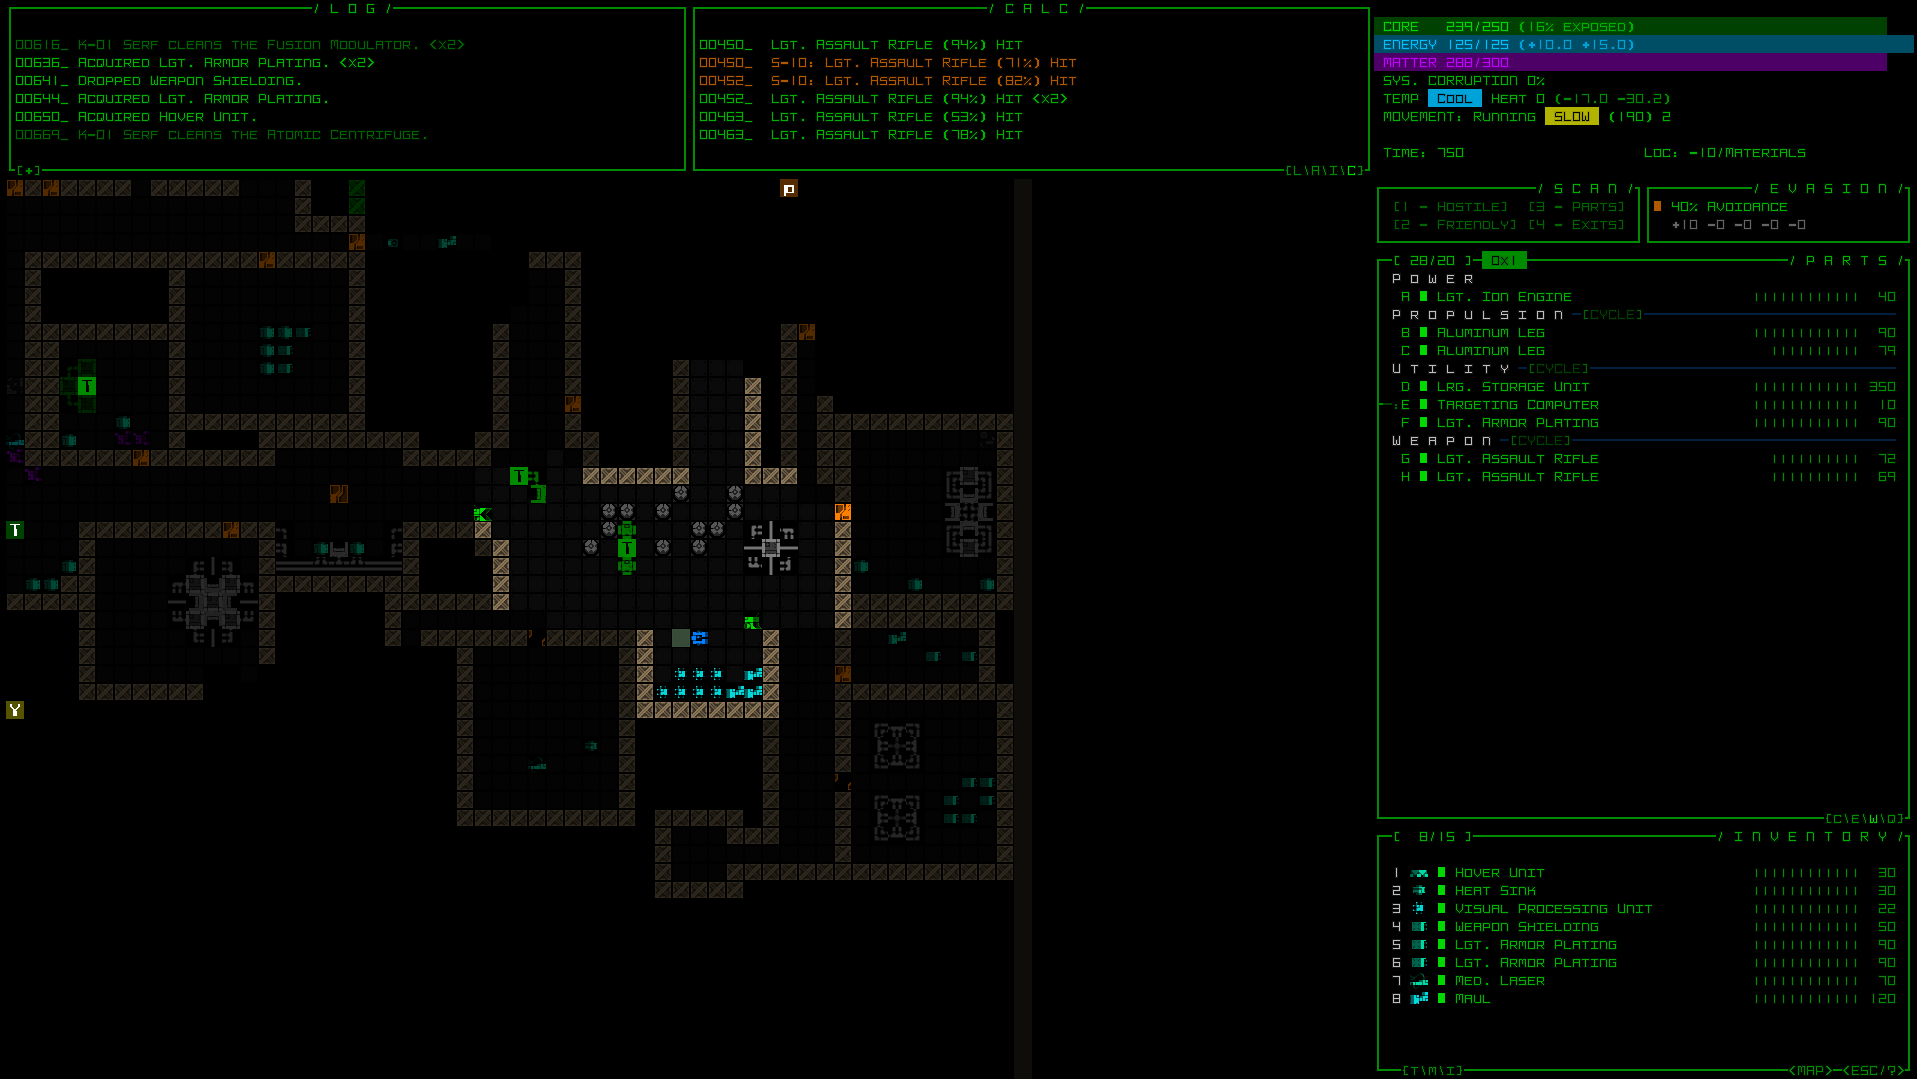 / L O G /
00616_ K-01 Serf cleans the Fusion Modulator. <x2>
00636_ Acquired Lgt. Armor Plating. <x2>
00641_ Dropped Weapon Shielding.
00644_ Acquired Lgt. Armor Plating.
00650_ Acquired Hover Unit.
00669_ K-01 Serf cleans the Atomic Centrifuge.
[+]
/ C A L C /
00450_ Lgt. Assault Rifle (94%) Hit
00450_ S-10: Lgt. Assault Rifle (71%) Hit
00452_ S-10: Lgt. Assault Rifle (82%) Hit
00452_ Lgt. Assault Rifle (94%) Hit <x2>
00463_ Lgt. Assault Rifle (53%) Hit
00463_ Lgt. Assault Rifle (78%) Hit
[L\A\I\C]
Core 239/250 (16% Exposed)
Energy 125/125 (+10.0 +15.0)
Matter 288/300
Sys. Corruption 0%
Temp Cool Heat 0 (-17.0 -30.2)
Movement: Running SLOW (190) 2
Time: 750 Loc: -10/Materials
/ S C A N /
[1 - Hostile] [3 - Parts]
[2 - Friendly] [4 - Exits]
/ E V A S I O N /
40% Avoidance
+10 -0 -0 -0 -0
[ 28/20 ] 0x1 / P A R T S /
P O W E R
A Lgt. Ion Engine 40
P R O P U L S I O N [CYCLE]
B Aluminum Leg 90
C Aluminum Leg 79
U T I L I T Y [CYCLE]
D Lrg. Storage Unit 350
E Targeting Computer 10
F Lgt. Armor Plating 90
W E A P O N [CYCLE]
G Lgt. Assault Rifle 72
H Lgt. Assault Rifle 69
[C\E\W\Q]
[ 8/15 ] / I N V E N T O R Y /
1 Hover Unit 30
2 Heat Sink 30
3 Visual Processing Unit 22
4 Weapon Shielding 50
5 Lgt. Armor Plating 90
6 Lgt. Armor Plating 90
7 Med. Laser 70
8 Maul 120
[T\M\I] <MAP> <ESC/?>
P
T
T
T
T
Y